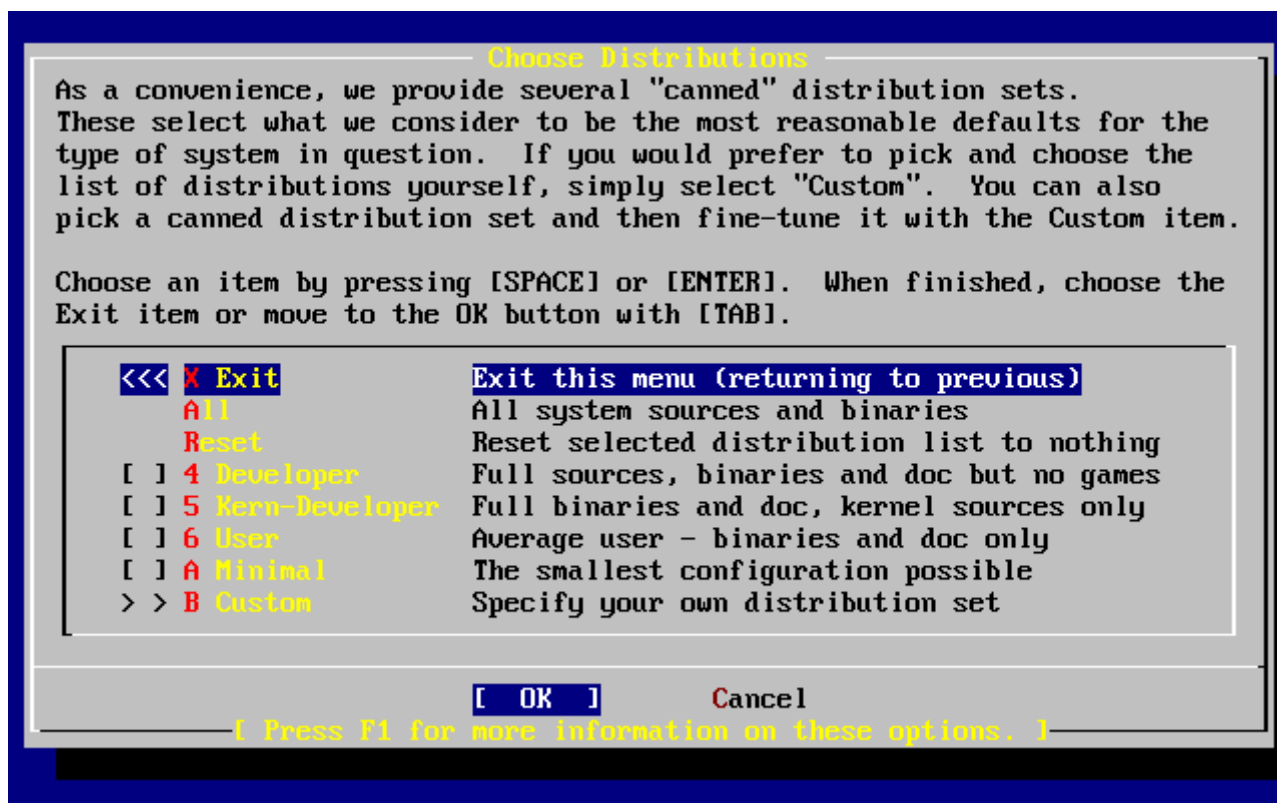 Choose Distributions
As a convenience, we provide several "canned" distribution sets.
These select what we consider to be the most reasonable defaults for the
type of system in question.  If you would prefer to pick and choose the
list of distributions yourself, simply select "Custom".  You can also
pick a canned distribution set and then fine-tune it with the Custom item.
Choose an item by pressing [SPACE] or [ENTER].  When finished, choose the
Exit item or move to the OK button with [TAB].
<<< X Exit Exit this menu (returning to previous)
All All system sources and binaries
Reset Reset selected distribution list to nothing
[ ] 4 Developer Full sources, binaries and doc but no games
[ ] 5 Kern-Developer Full binaries and doc, kernel sources only
[ ] 6 User Average user - binaries and doc only
[ ] A Minimal The smallest configuration possible
> > B Custom Specify your own distribution set
[ OK ] Cancel
[ Press F1 for more information on these options. ]